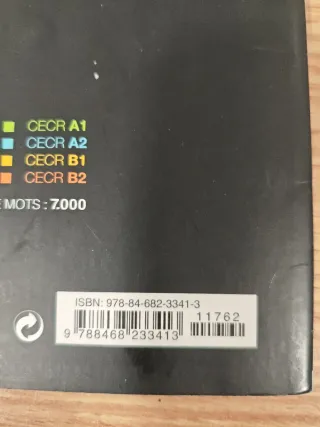 CECR A1
CECR A2
CECR B1
CECR B2
E MOTS : 7.000
ISBN: 978-84-682-3341-3
11762
9 788468 233413